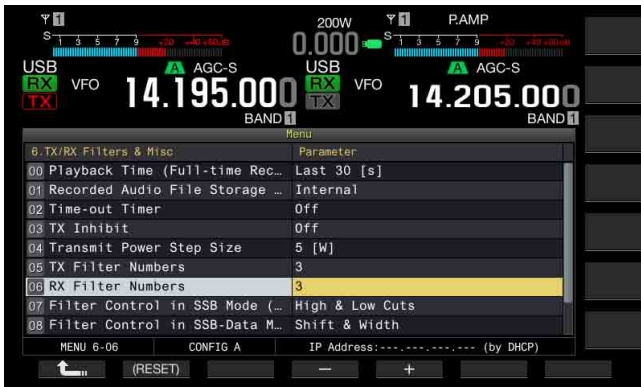 1 200W 1 P.AMP
S 1 3 5 7 9 +20 +40 +60dB 0.000 S 1 3 5 7 9 +20 +40 +60dB
USB A AGC-S USB A AGC-S
RX VFO 14.195.000 RX VFO 14.205.000
TX TX
BAND 1 BAND 1
Menu
6.TX/RX Filters & Misc Parameter
00 Playback Time (Full-time Rec... Last 30 [s]
01 Recorded Audio File Storage ... Internal
02 Time-out Timer Off
03 TX Inhibit Off
04 Transmit Power Step Size 5 [W]
05 TX Filter Numbers 3
06 RX Filter Numbers 3
07 Filter Control in SSB Mode (... High & Low Cuts
08 Filter Control in SSB-Data M... Shift & Width
MENU 6-06 CONFIG A IP Address:---.---.---.--- (by DHCP)
(RESET) − +